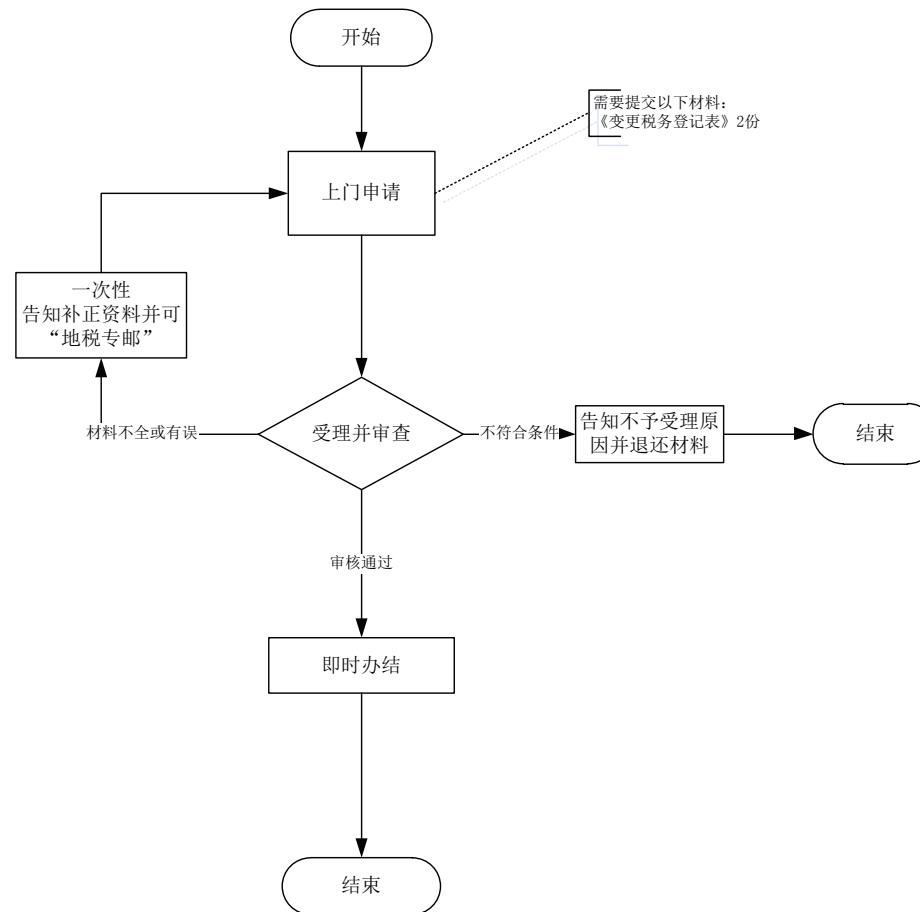 开始
需要提交以下材料：
《变更税务登记表》2份
上门申请
一次性
告知补正资料并可
“地税专邮”
材料不全或有误
受理并审查
不符合条件
告知不予受理原
因并退还材料
结束
审核通过
即时办结
结束